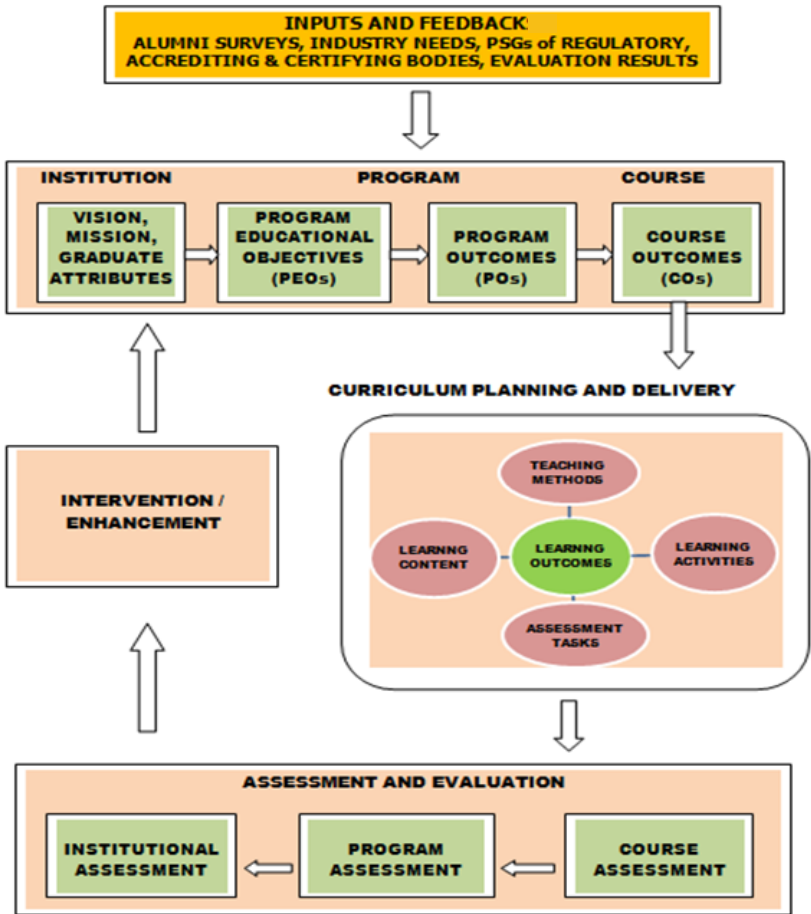 INPUTS AND FEEDBACK
ALUMNI SURVEYS, INDUSTRY NEEDS, PSGs of REGULATORY,
ACCREDITING & CERTIFYING BODIES, EVALUATION RESULTS
INSTITUTION
PROGRAM
COURSE
VISION,
MISSION,
GRADUATE
ATTRIBUTES
PROGRAM
EDUCATIONAL
OBJECTIVES
(PEOs)
PROGRAM
OUTCOMES
(POs)
COURSE
OUTCOMES
(COs)
CURRICULUM PLANNING AND DELIVERY
TEACHING
METHODS
LEARNNG
CONTENT
LEARNNG
OUTCOMES
LEARNING
ACTIVITIES
ASSESSMENT
TASKS
INTERVENTION /
ENHANCEMENT
ASSESSMENT AND EVALUATION
INSTITUTIONAL
ASSESSMENT
PROGRAM
ASSESSMENT
COURSE
ASSESSMENT